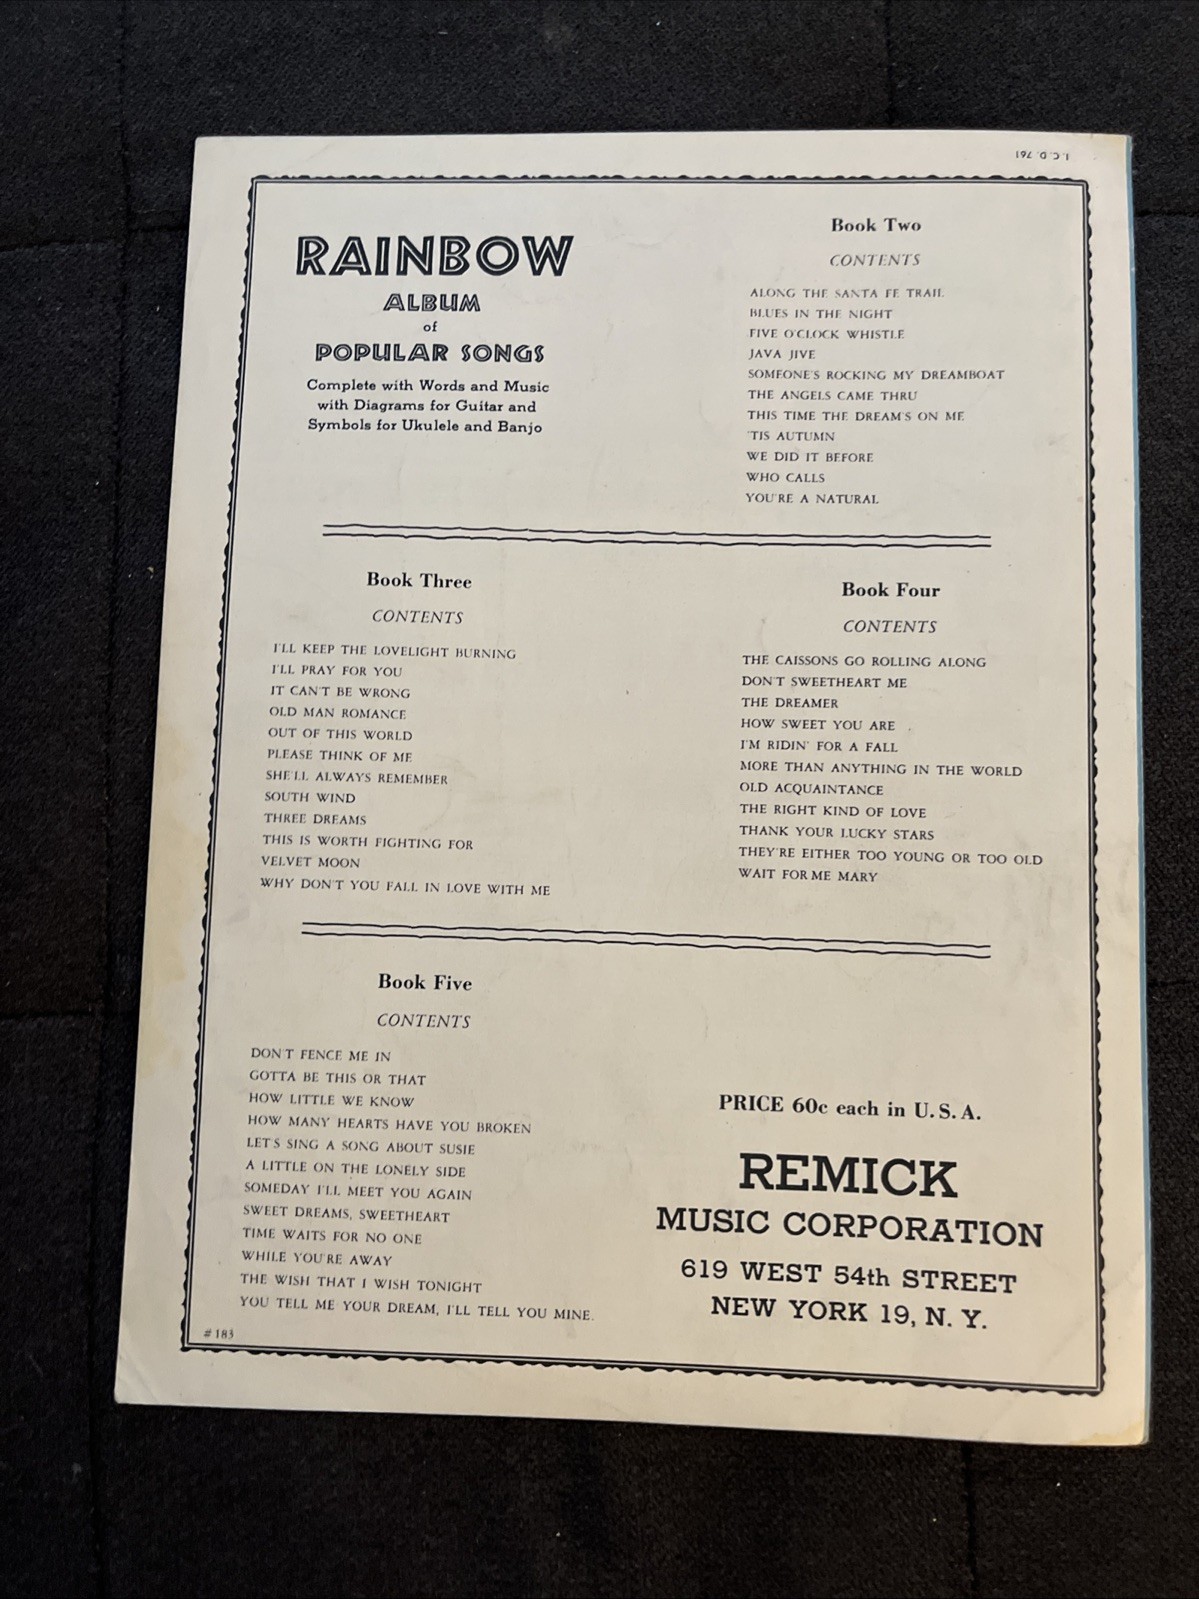 I. C. D. 761
RAINBOW
ALBUM
of
POPULAR SONGS
Complete with Words and Music
with Diagrams for Guitar and
Symbols for Ukulele and Banjo
Book Two
CONTENTS
ALONG THE SANTA FE TRAIL
BLUES IN THE NIGHT
FIVE O'CLOCK WHISTLE
JAVA JIVE
SOMEONE'S ROCKING MY DREAMBOAT
THE ANGELS CAME THRU
THIS TIME THE DREAM'S ON ME
'TIS AUTUMN
WE DID IT BEFORE
WHO CALLS
YOU'RE A NATURAL
Book Three
CONTENTS
I'LL KEEP THE LOVELIGHT BURNING
I'LL PRAY FOR YOU
IT CAN'T BE WRONG
OLD MAN ROMANCE
OUT OF THIS WORLD
PLEASE THINK OF ME
SHE'LL ALWAYS REMEMBER
SOUTH WIND
THREE DREAMS
THIS IS WORTH FIGHTING FOR
VELVET MOON
WHY DON'T YOU FALL IN LOVE WITH ME
Book Four
CONTENTS
THE CAISSONS GO ROLLING ALONG
DON'T SWEETHEART ME
THE DREAMER
HOW SWEET YOU ARE
I'M RIDIN' FOR A FALL
MORE THAN ANYTHING IN THE WORLD
OLD ACQUAINTANCE
THE RIGHT KIND OF LOVE
THANK YOUR LUCKY STARS
THEY'RE EITHER TOO YOUNG OR TOO OLD
WAIT FOR ME MARY
Book Five
CONTENTS
DON'T FENCE ME IN
GOTTA BE THIS OR THAT
HOW LITTLE WE KNOW
HOW MANY HEARTS HAVE YOU BROKEN
LET'S SING A SONG ABOUT SUSIE
A LITTLE ON THE LONELY SIDE
SOMEDAY I'LL MEET YOU AGAIN
SWEET DREAMS, SWEETHEART
TIME WAITS FOR NO ONE
WHILE YOU'RE AWAY
THE WISH THAT I WISH TONIGHT
YOU TELL ME YOUR DREAM, I'LL TELL YOU MINE.
#183
PRICE 60c each in U. S. A.
REMICK
MUSIC CORPORATION
619 WEST 54th STREET
NEW YORK 19, N. Y.